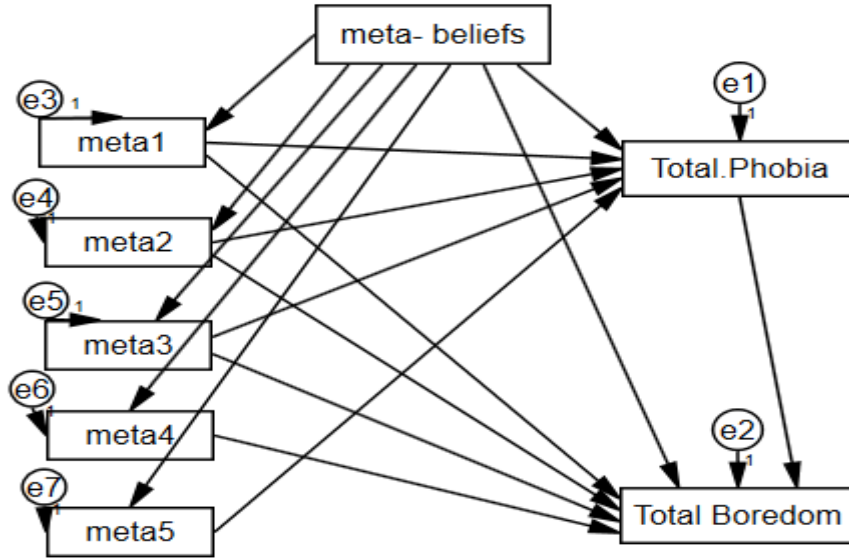 meta- beliefs
e3
1
meta1
e1
1
Total.Phobia
e4
1
meta2
e5
1
meta3
e6
1
meta4
e2
1
Total Boredom
e7
1
meta5